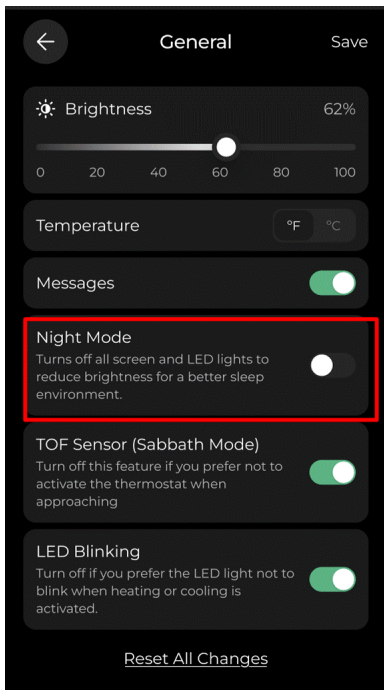 General
Save
Brightness
62%
0 20 40 60 80 100
Temperature
°F °C
Messages
Night Mode
Turns off all screen and LED lights to
reduce brightness for a better sleep
environment.
TOF Sensor (Sabbath Mode)
Turn off this feature if you prefer not to
activate the thermostat when
approaching
LED Blinking
Turn off if you prefer the LED light not to
blink when heating or cooling is
activated.
Reset All Changes